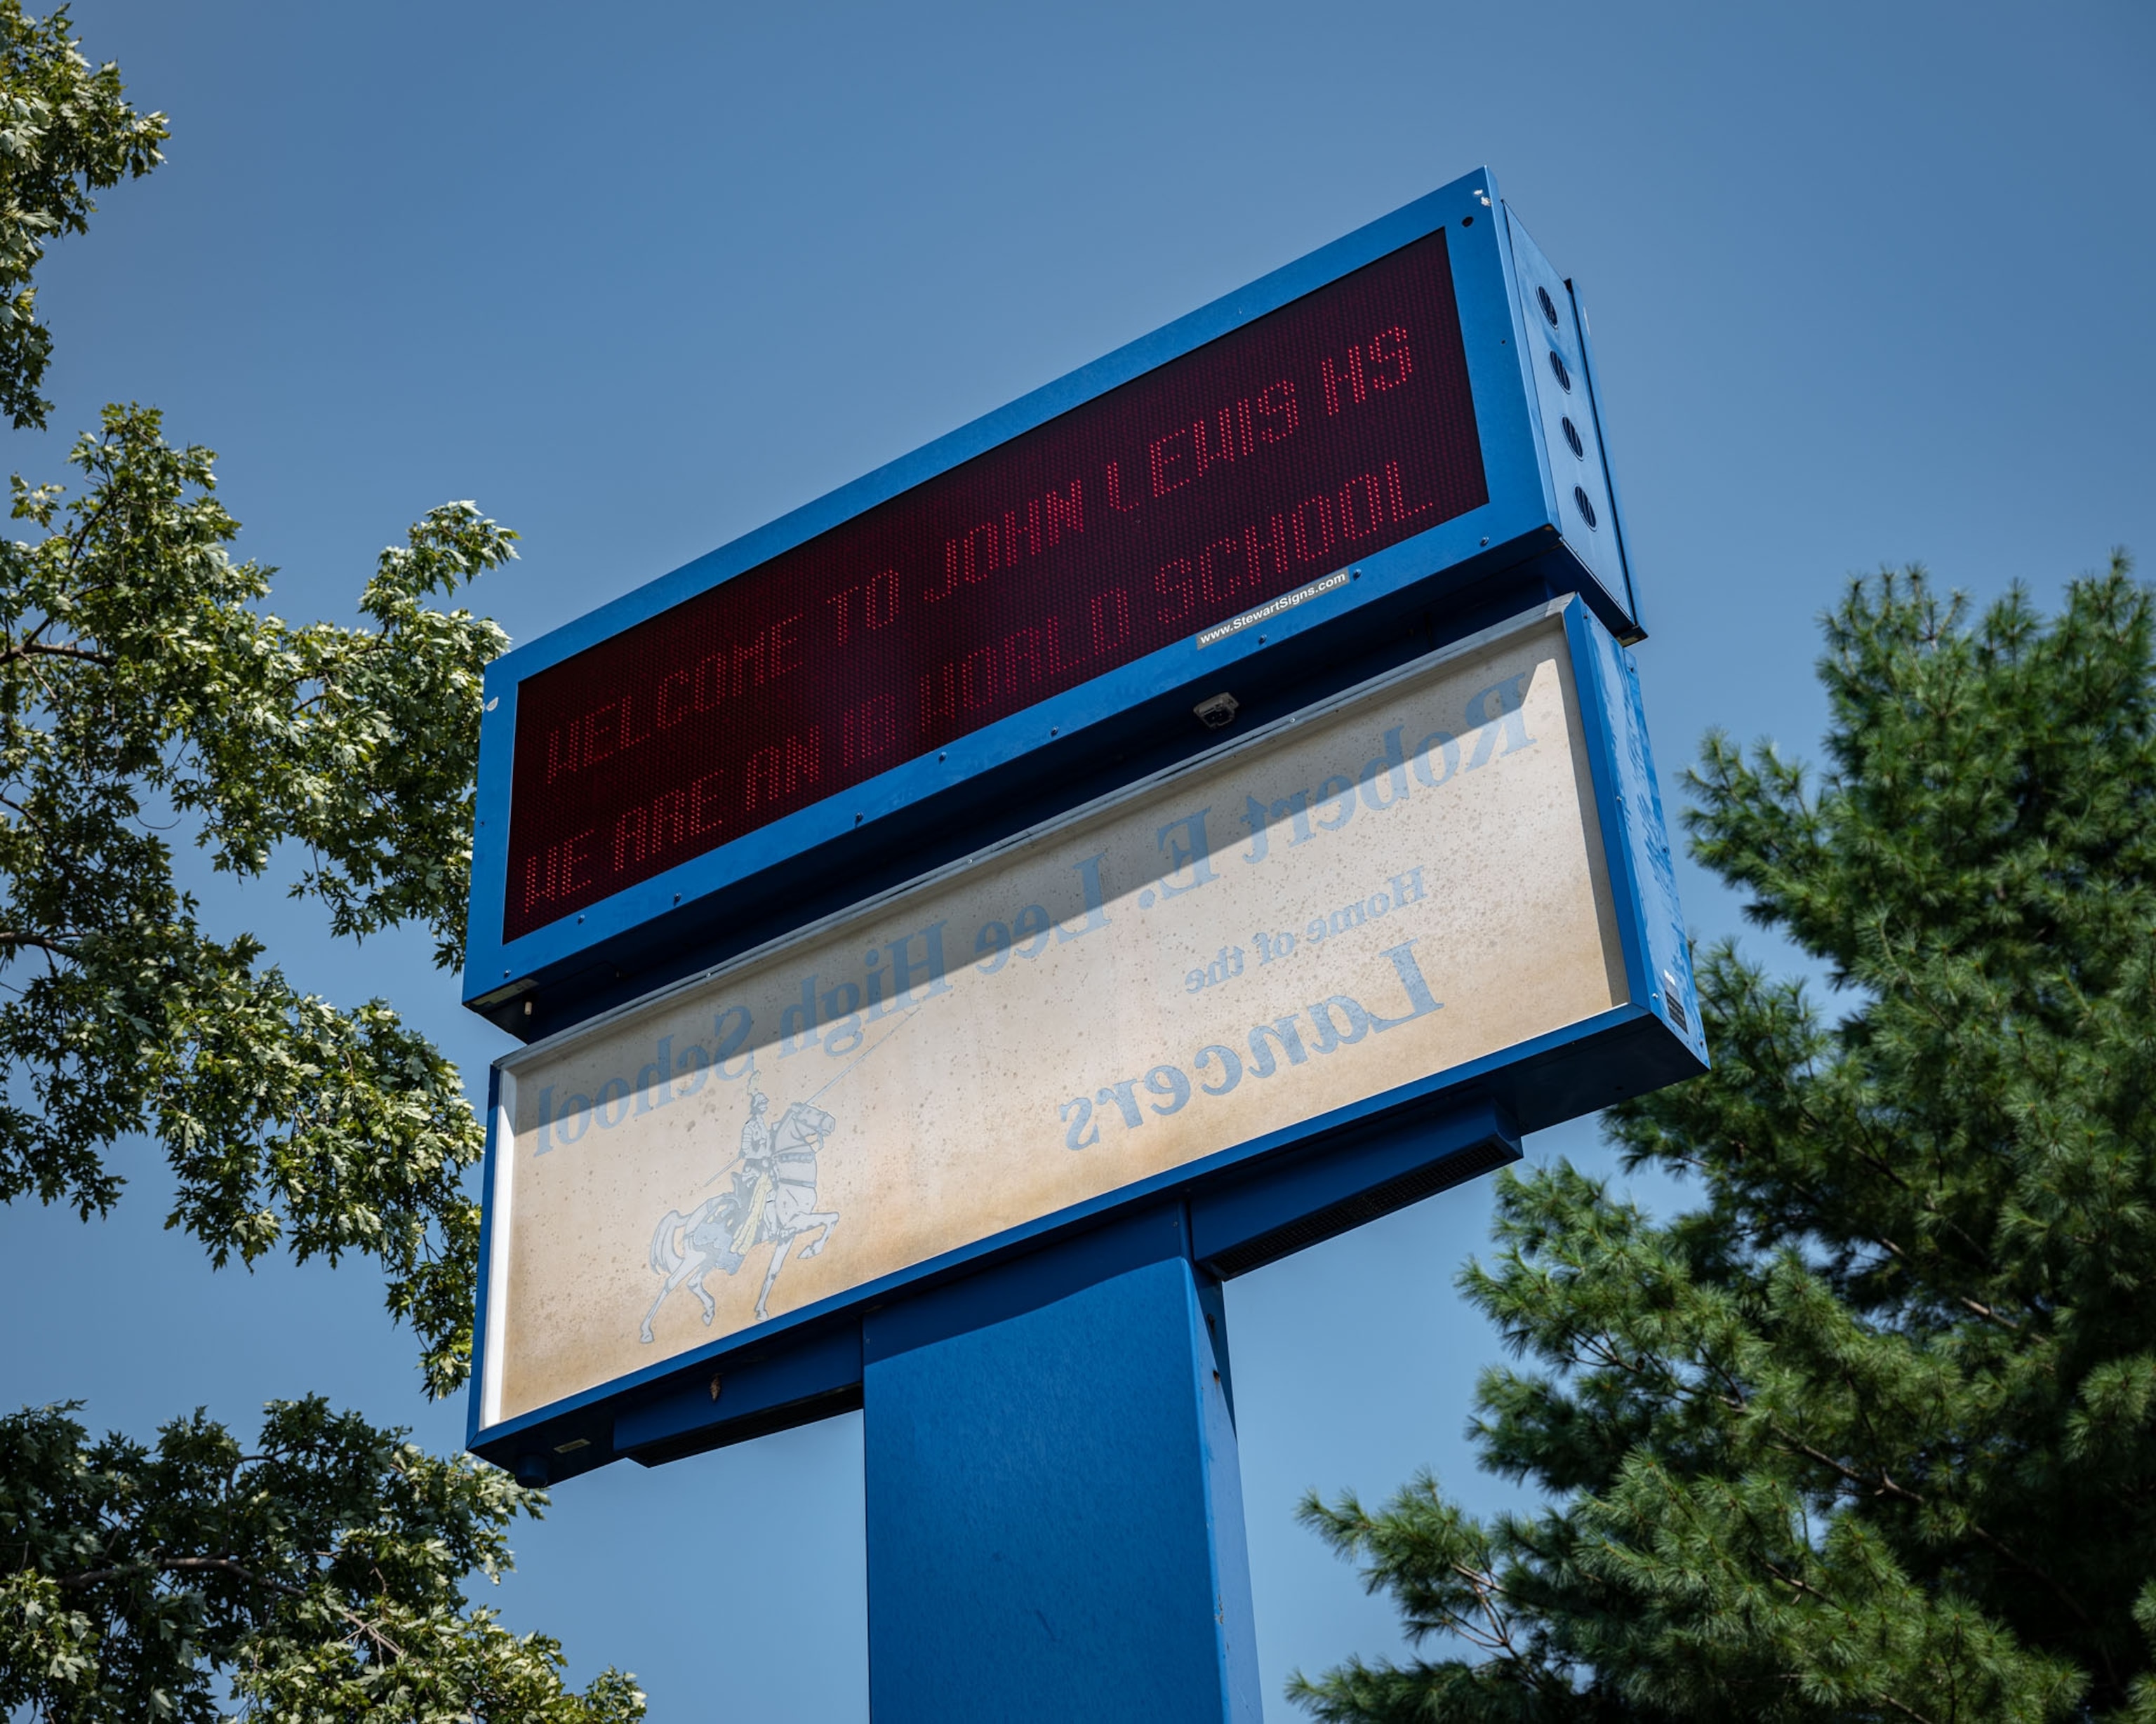 WELCOME TO JOHN LEWIS HS
WE ARE AN IB WORLD SCHOOL
www.StewartSigns.com
Robert E. Lee High School
Home of the
Lancers